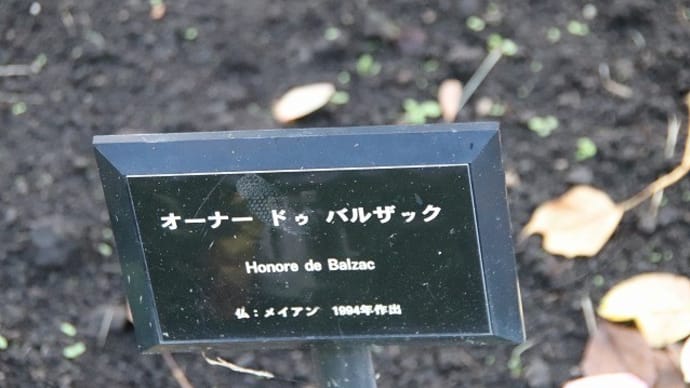 オーナー ドゥ バルザック
Honore de Balzac
仏：メイアン 1994年作出